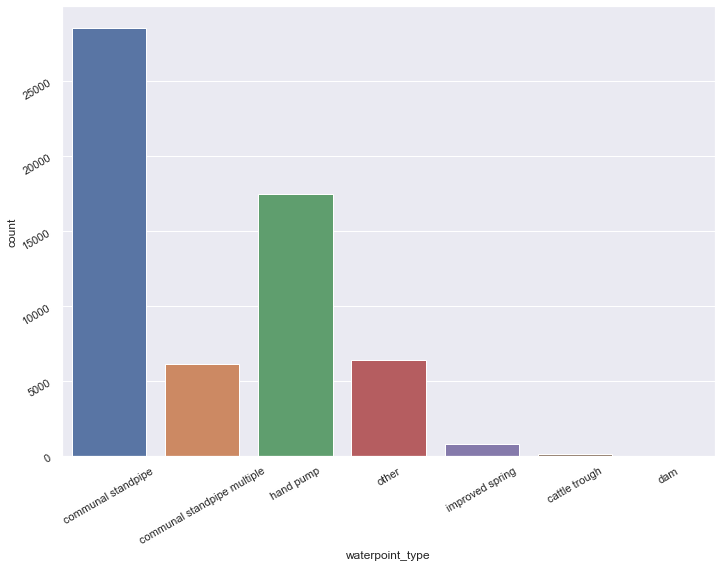 25000
20000
15000
10000
5000
0
count
communal standpipe
communal standpipe multiple
hand pump
other
improved spring
cattle trough
dam
waterpoint_type